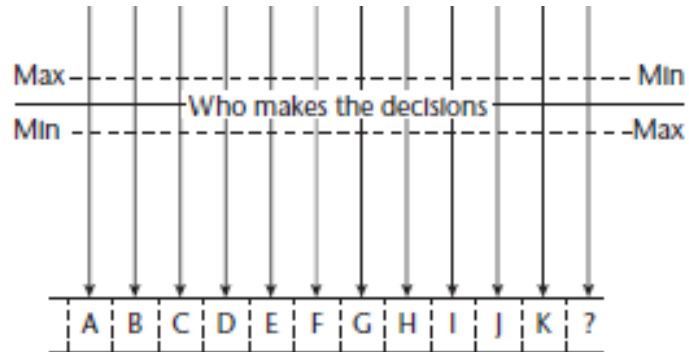 Max Min
Who makes the decisions
Min Max
A B C D E F G H I J K ?